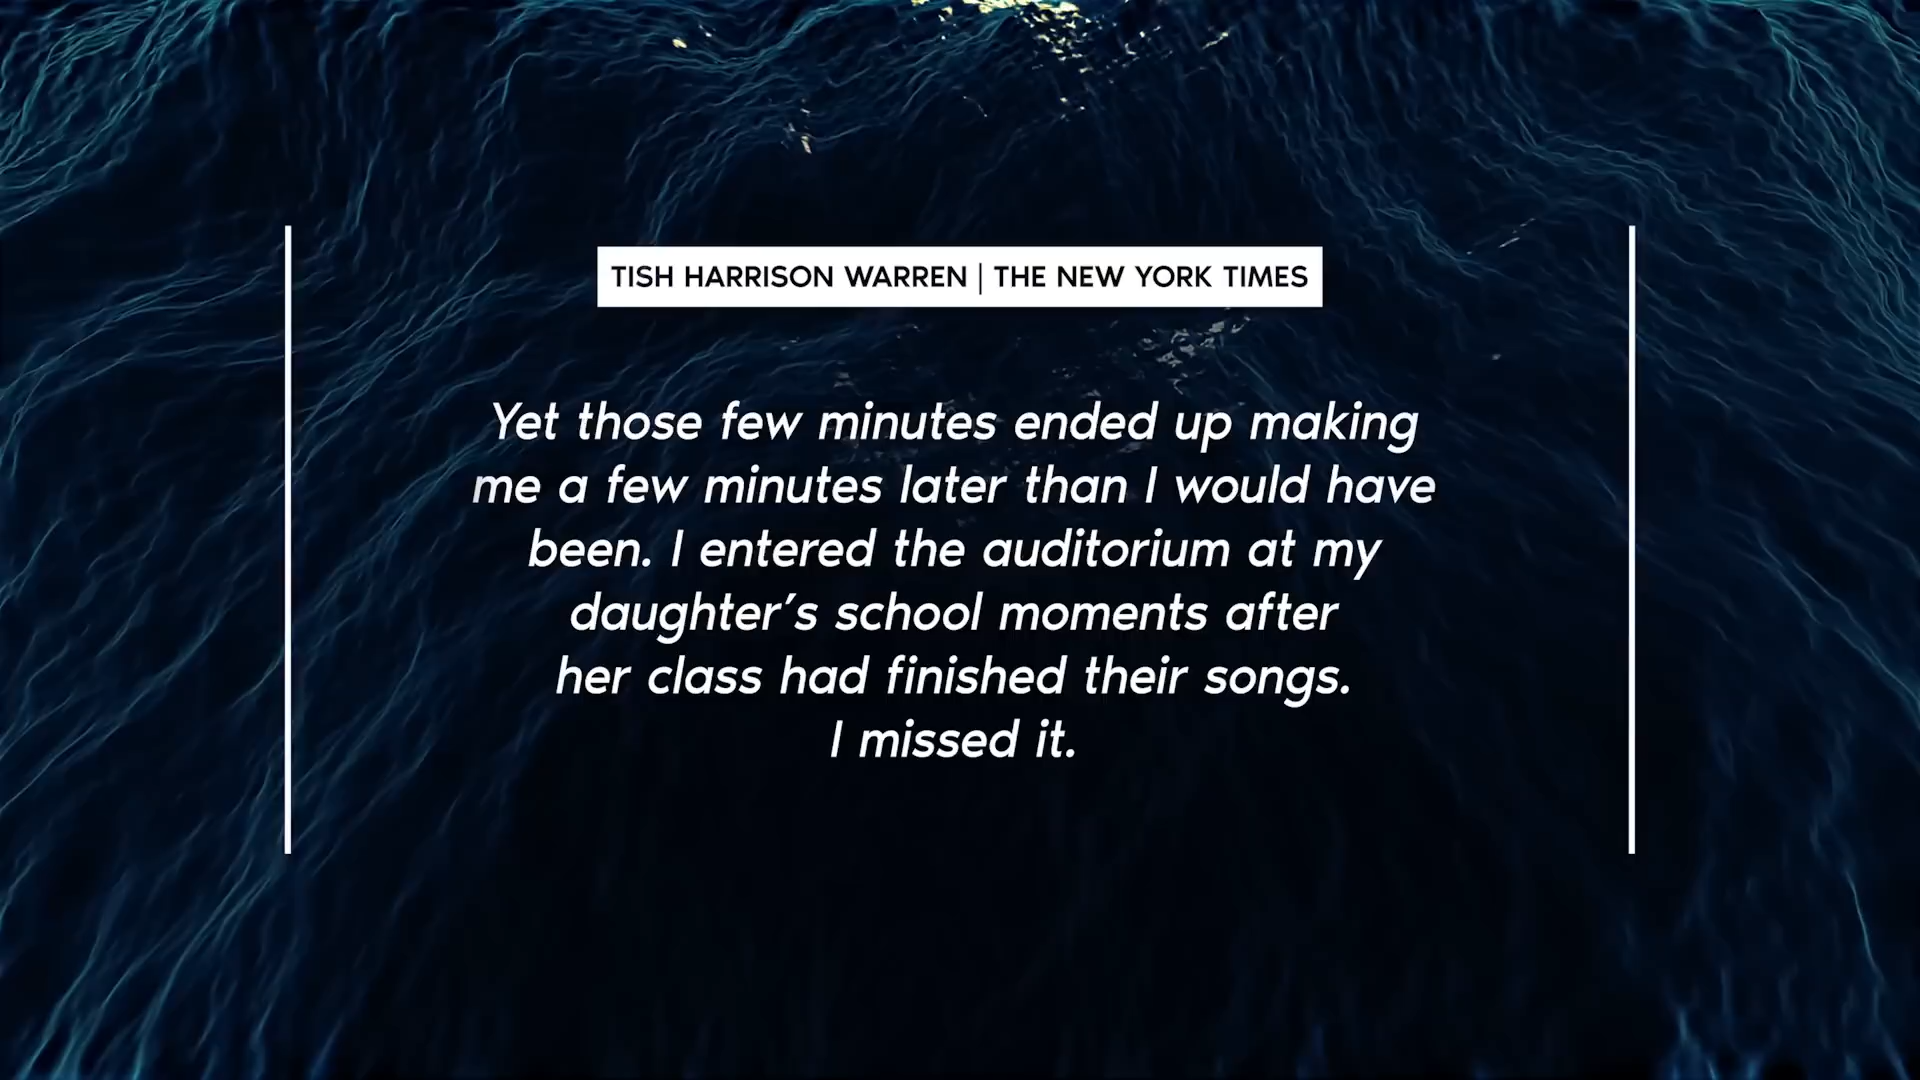 TISH HARRISON WARREN | THE NEW YORK TIMES
Yet those few minutes ended up making
me a few minutes later than I would have
been. I entered the auditorium at my
daughter’s school moments after
her class had finished their songs.
I missed it.